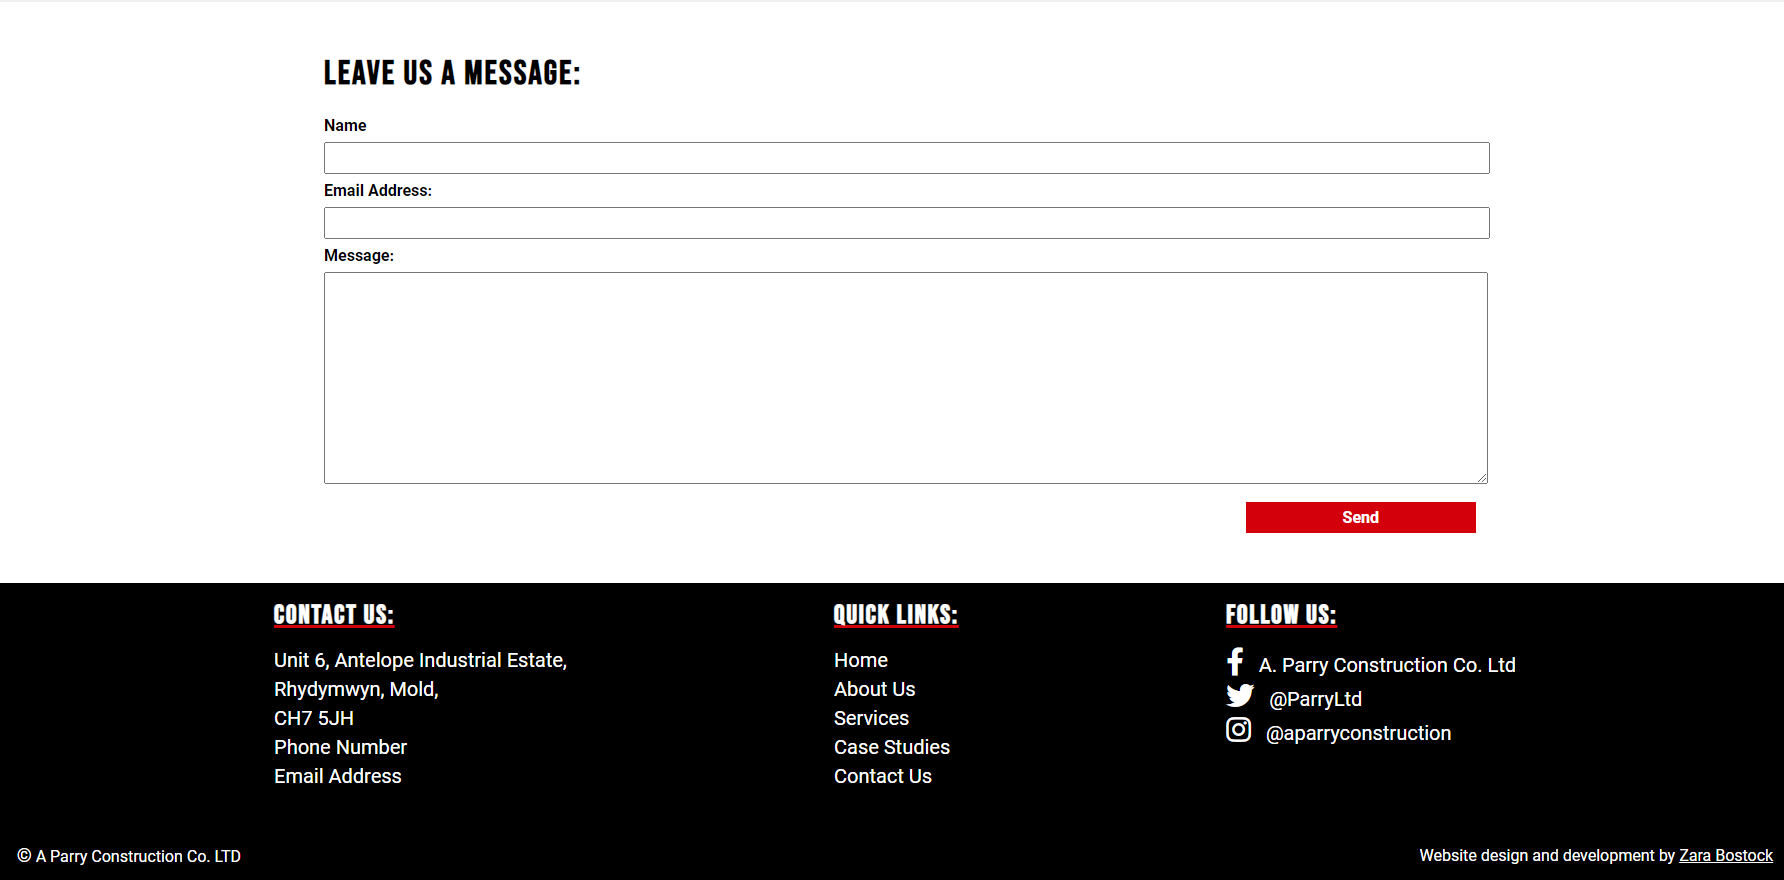 LEAVE US A MESSAGE:
Name
Email Address:
Message:
Send
CONTACT US:
Unit 6, Antelope Industrial Estate,
Rhydymwyn, Mold,
CH7 5JH
Phone Number
Email Address
QUICK LINKS:
Home
About Us
Services
Case Studies
Contact Us
FOLLOW US:
A. Parry Construction Co. Ltd
@ParryLtd
@aparryconstruction
© A Parry Construction Co. LTD
Website design and development by Zara Bostock